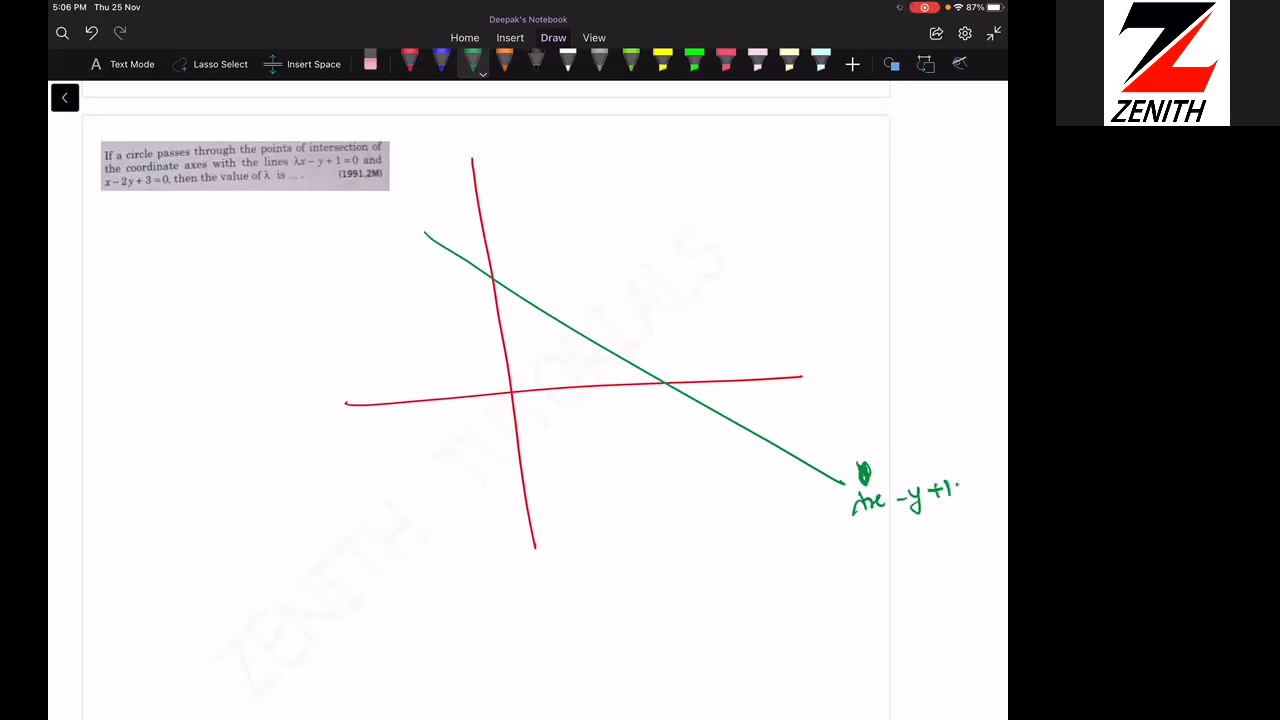 5:06 PM Thu 25 Nov
87%
Deepak's Notebook
Home Insert Draw View
A Text Mode Lasso Select Insert Space
If a circle passes through the points of intersection of
the coordinate axes with the lines λx − y + 1 = 0 and
x − 2y + 3 = 0, then the value of λ is ... . (1991, 2M)
λx − y + 1
ZENITH TUTORIALS
ZENITH